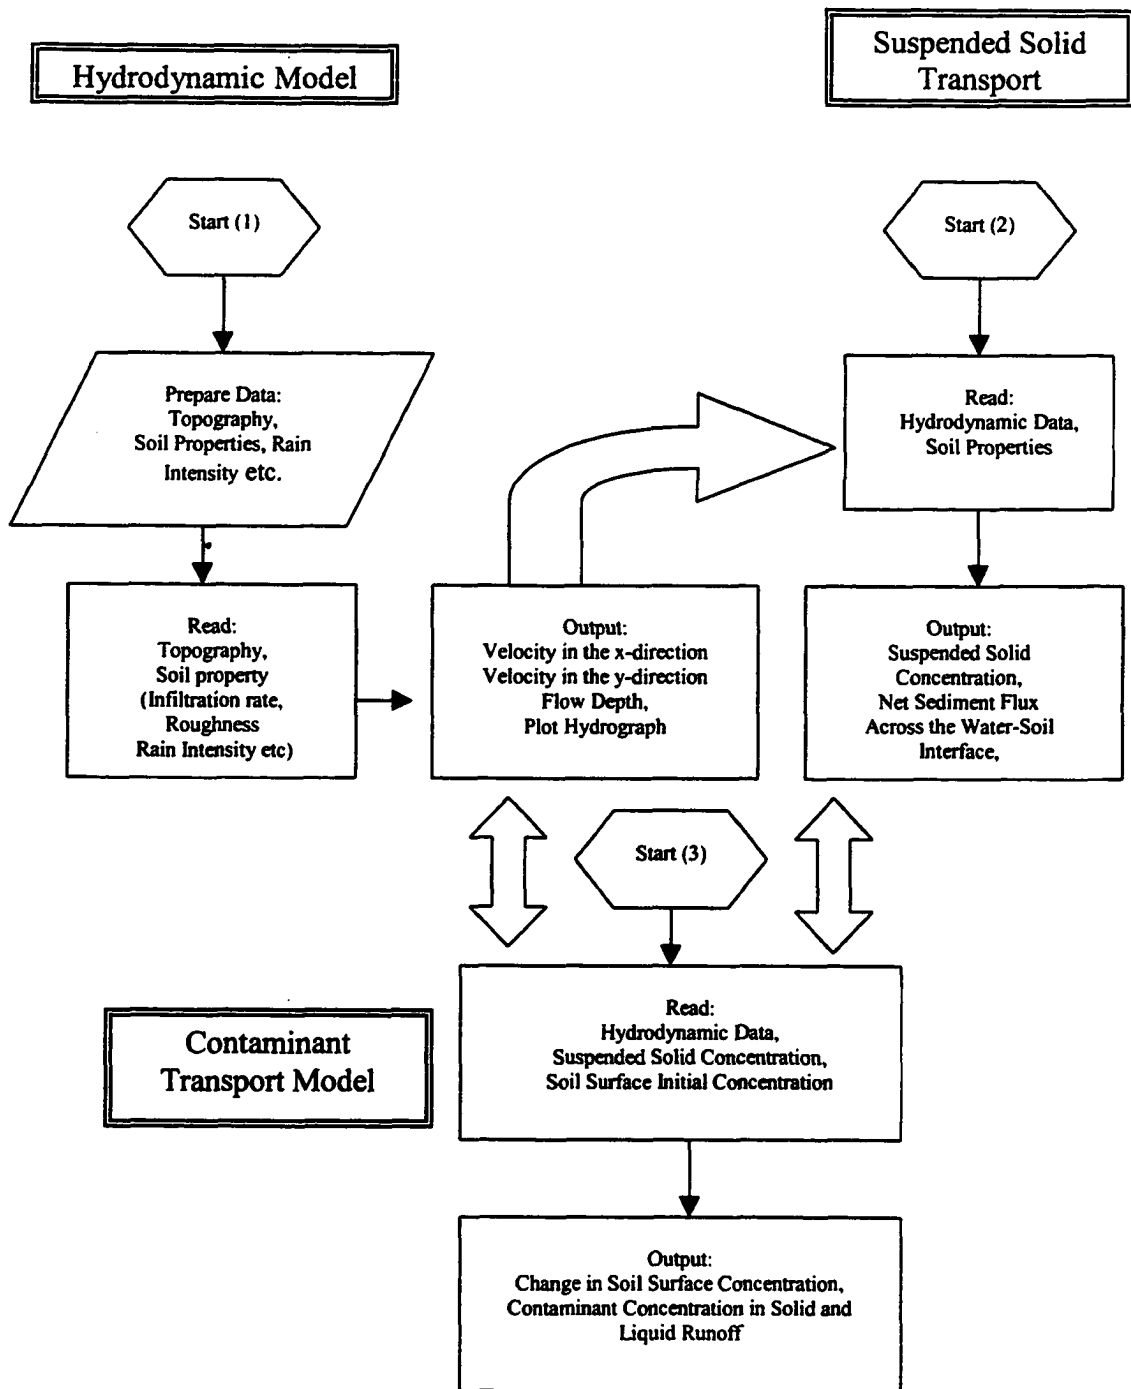 Hydrodynamic Model
Suspended Solid
Transport
Start (1)
Start (2)
Prepare Data:
Topography,
Soil Properties, Rain
Intensity etc.
Read:
Hydrodynamic Data,
Soil Properties
Read:
Topography,
Soil property
(Infiltration rate,
Roughness
Rain Intensity etc)
Output:
Velocity in the x-direction
Velocity in the y-direction
Flow Depth,
Plot Hydrograph
Output:
Suspended Solid
Concentration,
Net Sediment Flux
Across the Water-Soil
Interface,
Start (3)
Contaminant
Transport Model
Read:
Hydrodynamic Data,
Suspended Solid Concentration,
Soil Surface Initial Concentration
Output:
Change in Soil Surface Concentration,
Contaminant Concentration in Solid and
Liquid Runoff